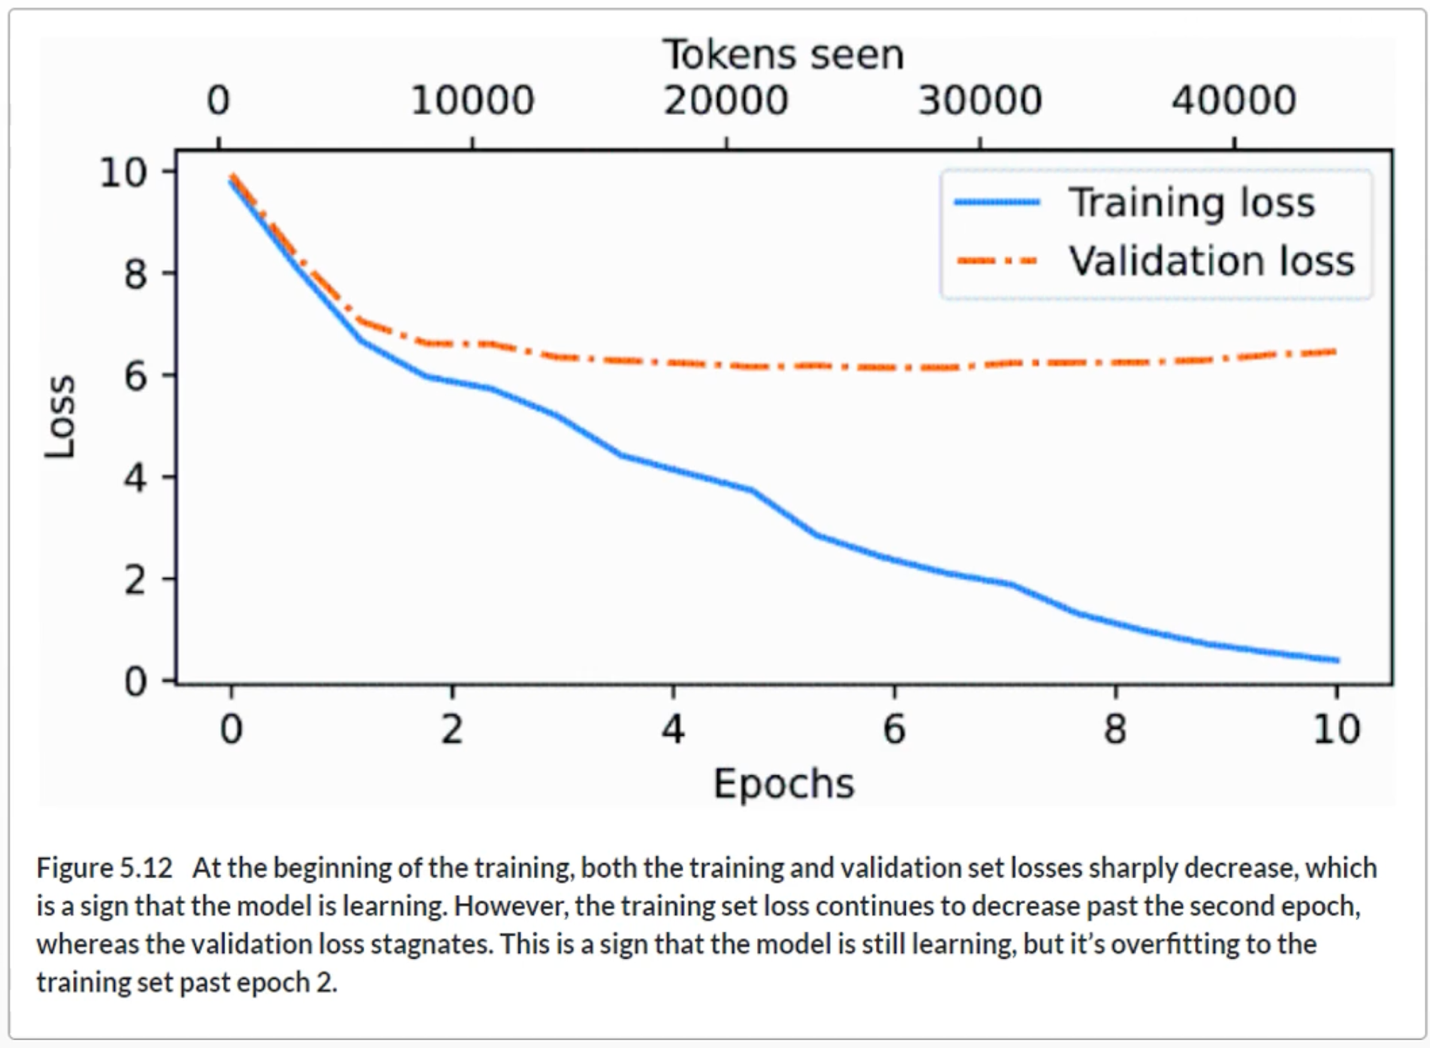 Tokens seen
0 10000 20000 30000 40000
10
8
6
4
2
0
Loss
Training loss
Validation loss
0 2 4 6 8 10
Epochs
Figure 5.12 At the beginning of the training, both the training and validation set losses sharply decrease, which
is a sign that the model is learning. However, the training set loss continues to decrease past the second epoch,
whereas the validation loss stagnates. This is a sign that the model is still learning, but it’s overfitting to the
training set past epoch 2.